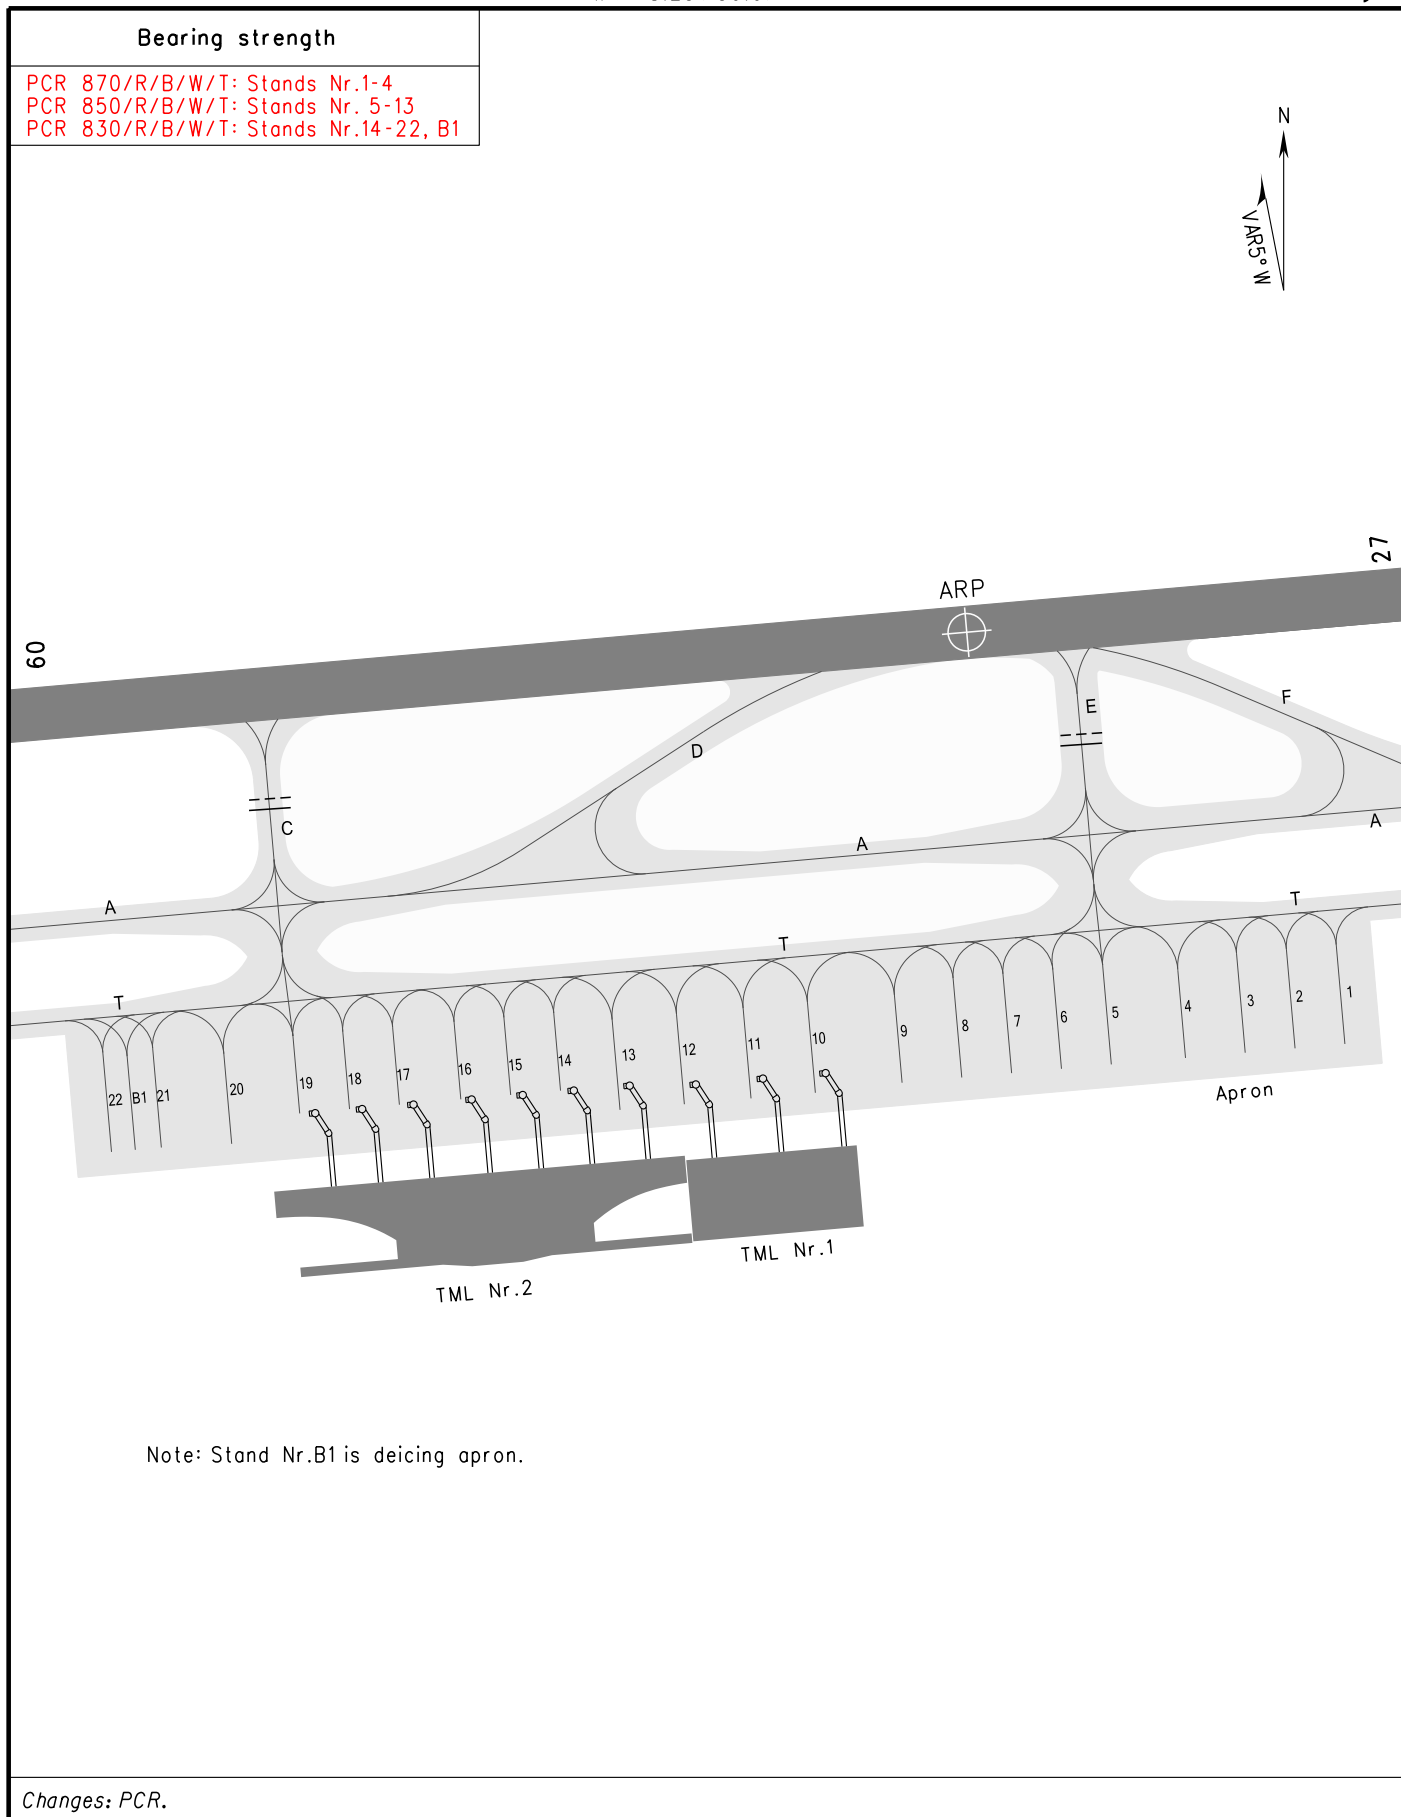 Bearing strength
PCR 870/R/B/W/T: Stands Nr.1-4
PCR 850/R/B/W/T: Stands Nr. 5-13
PCR 830/R/B/W/T: Stands Nr.14-22, B1
N
VAR5°W
27
ARP
09
E
F
D
C
A
A
A
T
T
T
22
B1
21
20
19
18
17
16
15
14
13
12
11
10
9
8
7
6
5
4
3
2
1
Apron
TML Nr.1
TML Nr.2
Note: Stand Nr.B1 is deicing apron.
Changes: PCR.